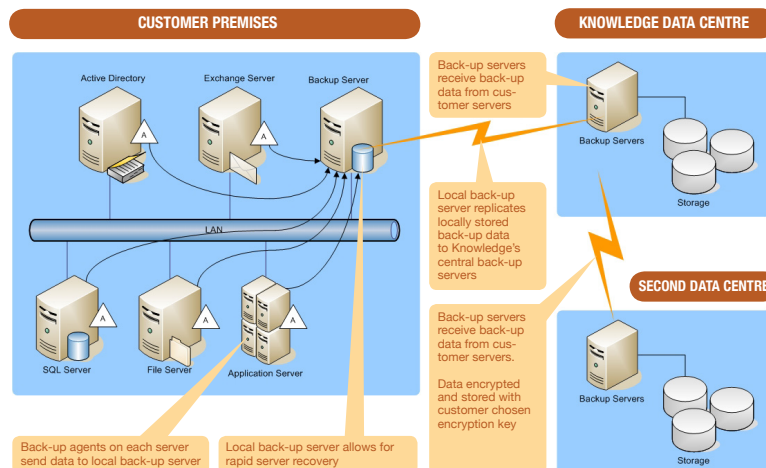 CUSTOMER PREMISES
KNOWLEDGE DATA CENTRE
Active Directory
Exchange Server
Backup Server
A
A
LAN
A
A
A
SQL Server
File Server
Application Server
Back-up agents on each server
send data to local back-up server
Local back-up server allows for
rapid server recovery
Back-up servers
receive back-up
data from cus-
tomer servers
Local back-up
server replicates
locally stored
back-up data
to Knowledge's
central back-up
servers
Back-up servers
receive back-up
data from cus-
tomer servers.
Data encrypted
and stored with
customer chosen
encryption key
Backup Servers
Storage
SECOND DATA CENTRE
Backup Servers
Storage